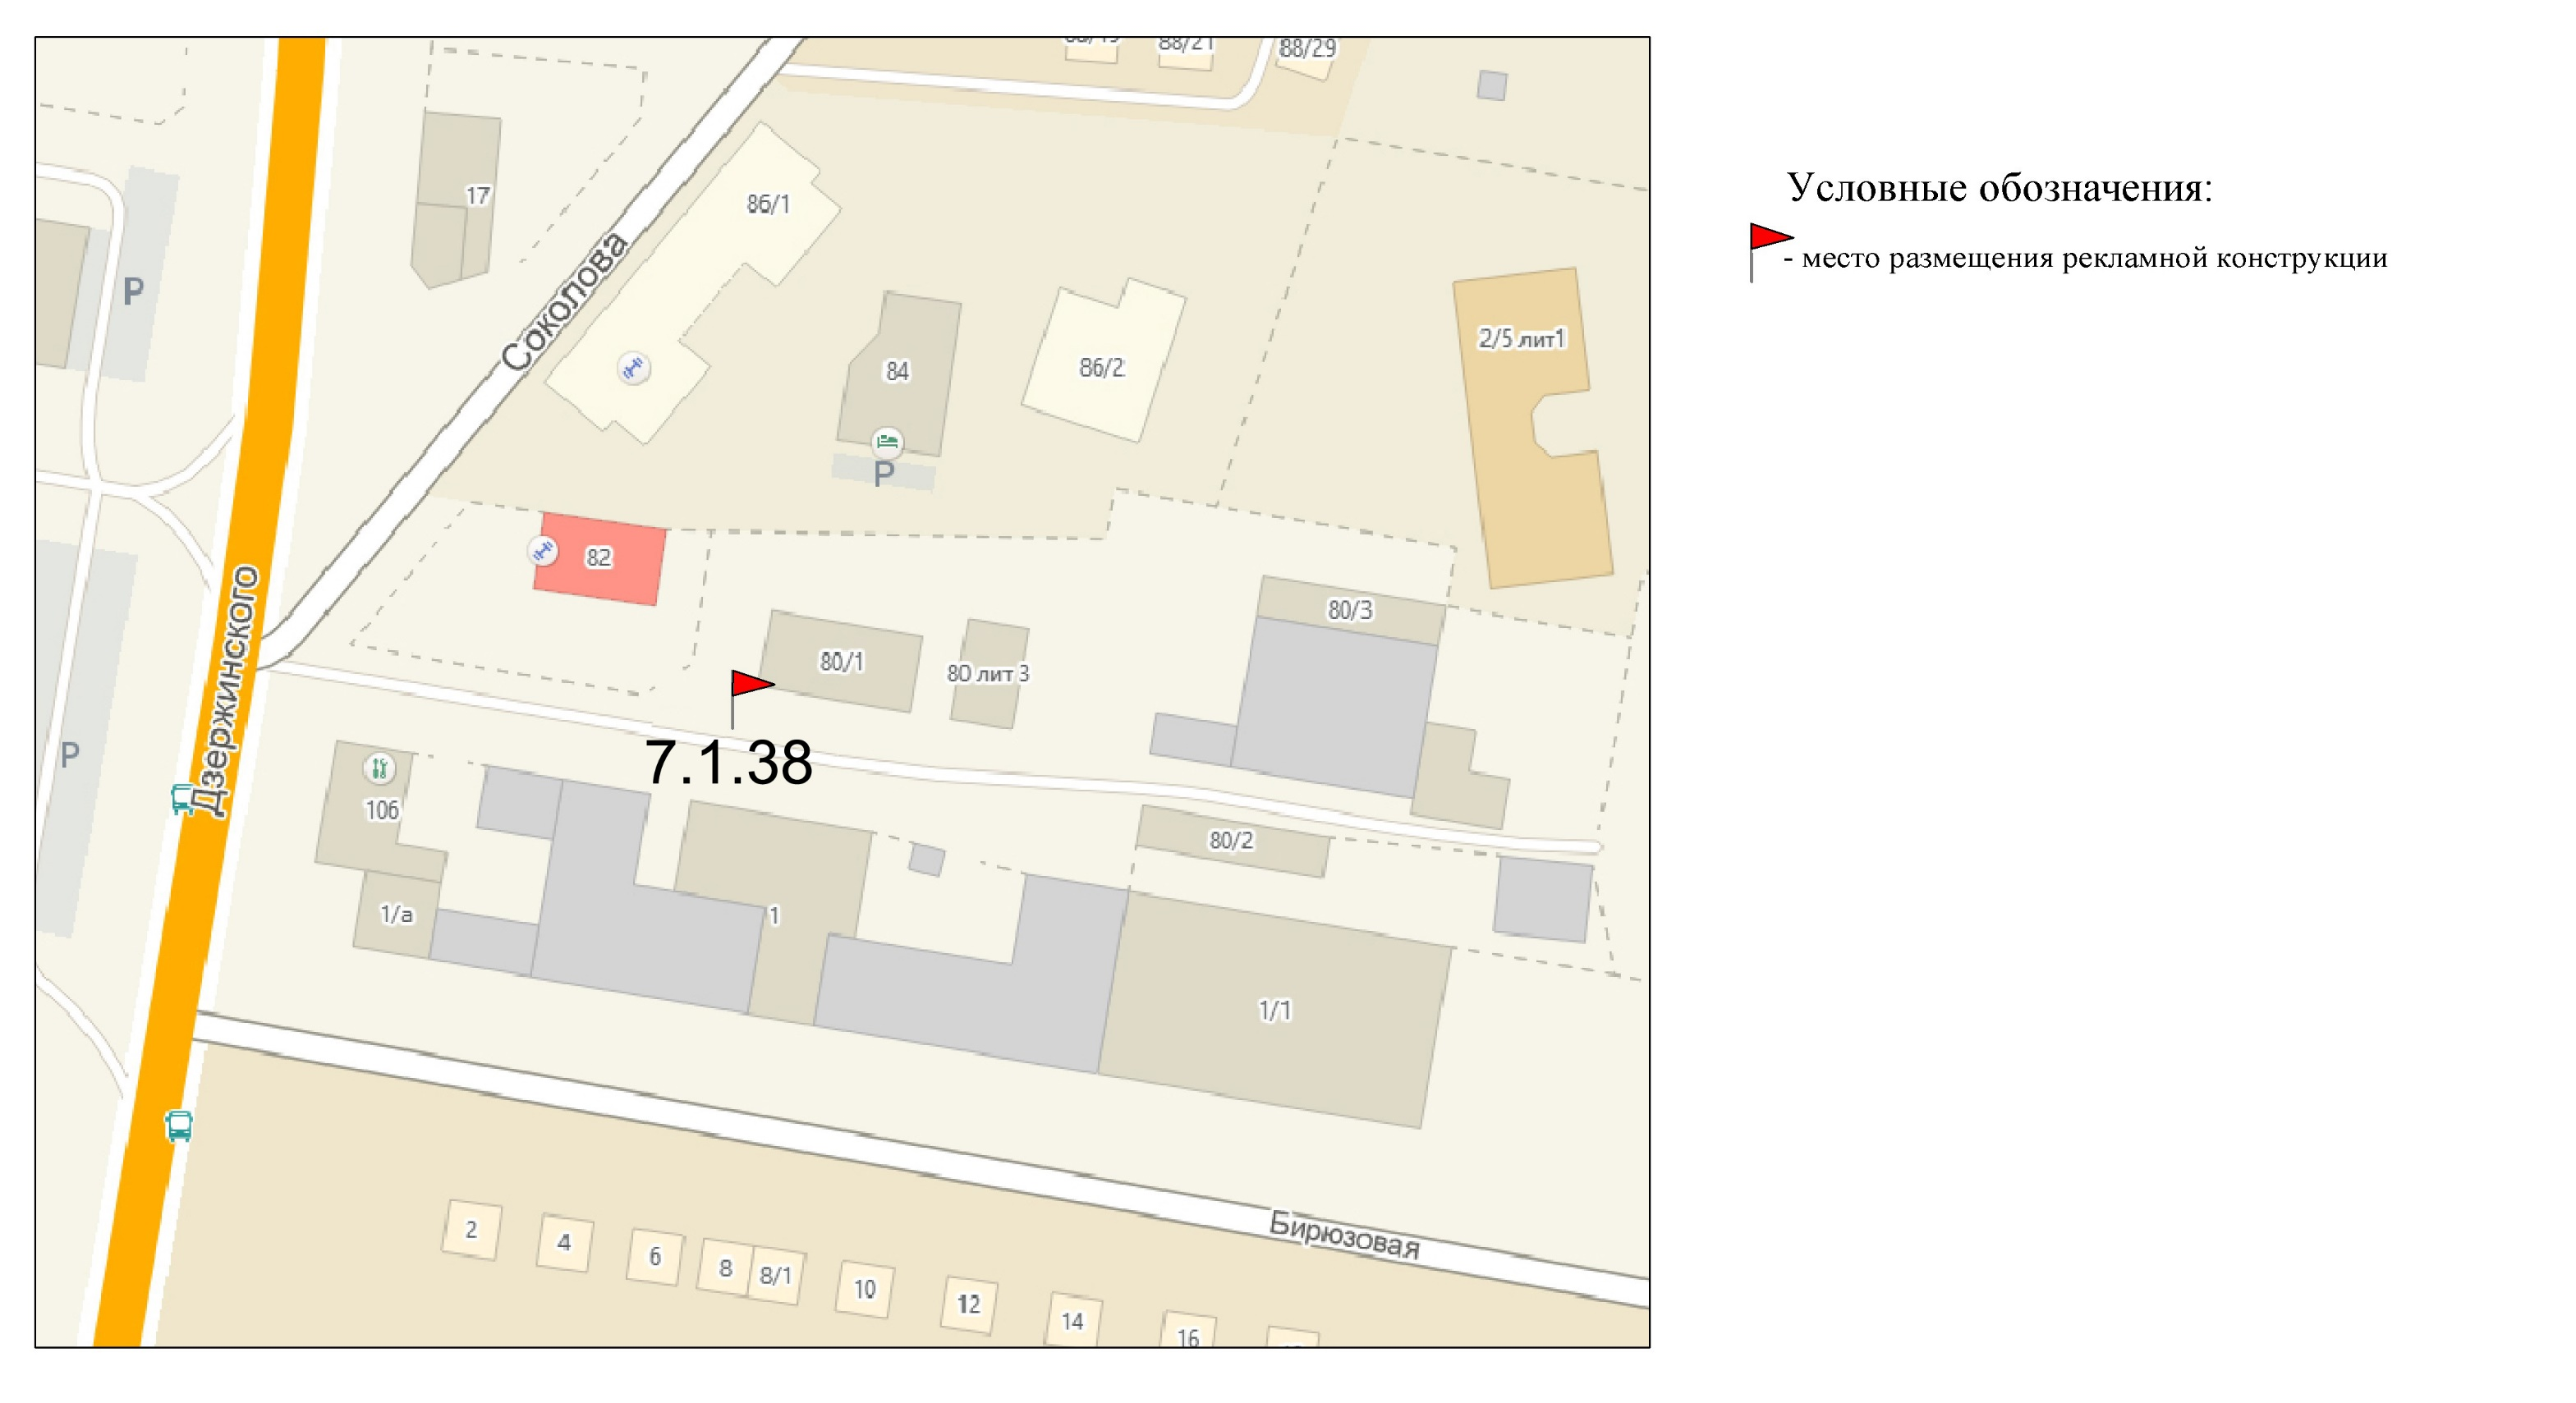 88/21
88/29
17
86/1
Соколова
P
84
86/2
2/5 лит1
P
82
80/3
80/1
80 лит 3
Дзержинского
7.1.38
P
106
80/2
1/а
1
1/1
Бирюзовая
2
4
6
8
8/1
10
12
14
16
Условные обозначения:
- место размещения рекламной конструкции